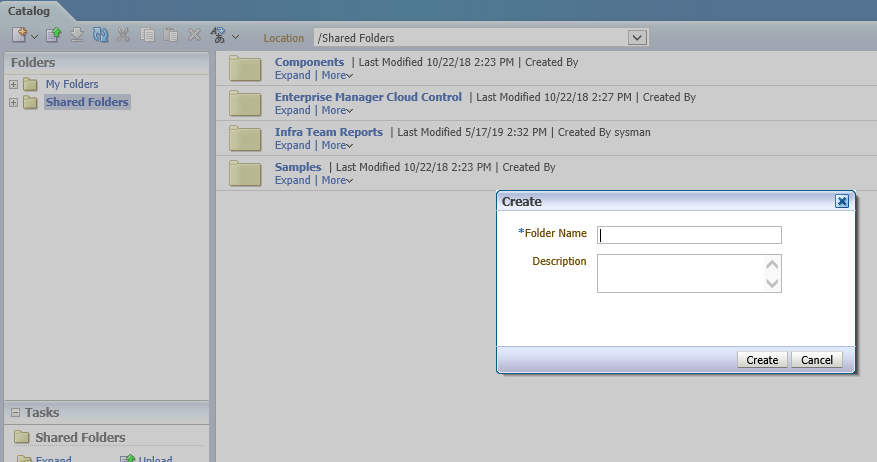 Catalog
Location /Shared Folders
Folders
My Folders
Shared Folders
Components | Last Modified 10/22/18 2:23 PM | Created By
Expand | More
Enterprise Manager Cloud Control | Last Modified 10/22/18 2:27 PM | Created By
Expand | More
Infra Team Reports | Last Modified 5/17/19 2:32 PM | Created By sysman
Expand | More
Samples | Last Modified 10/22/18 2:23 PM | Created By
Expand | More
Create
*Folder Name
Description
Create Cancel
Tasks
Shared Folders
Expand Upload